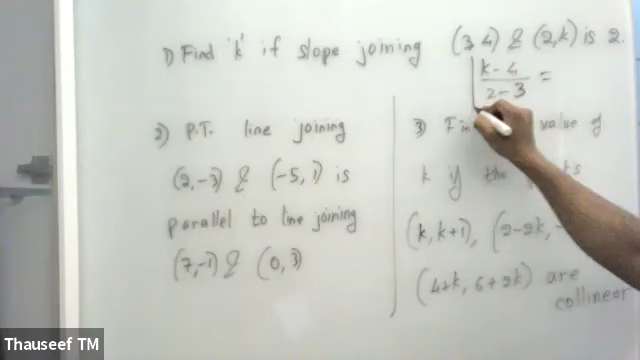 1) Find 'k' if slope joining (3, 4) & (2, k) is 2.
k - 4
2 - 3 =
2) P.T. line joining
(2, -3) & (-5, 1) is
parallel to line joining
(7, -1) & (0, 3)
3) value of
k if the
(k, k+1), (2-2k,
(4+k, 6+2k) are
collinear
Thauseef TM